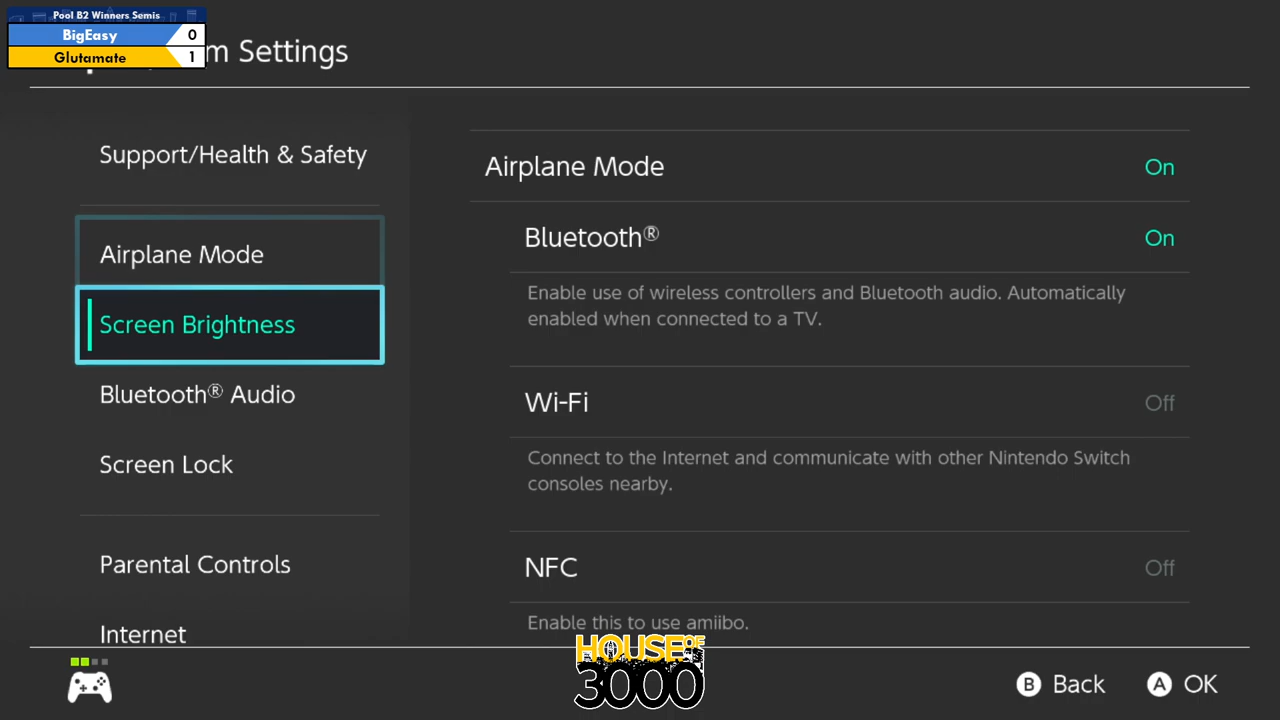 Pool B2 Winners Semis
BigEasy 0
Glutamate 1
m Settings
Support/Health & Safety
Airplane Mode
Screen Brightness
Bluetooth® Audio
Screen Lock
Parental Controls
Internet
Airplane Mode On
Bluetooth® On
Enable use of wireless controllers and Bluetooth audio. Automatically
enabled when connected to a TV.
Wi-Fi Off
Connect to the Internet and communicate with other Nintendo Switch
consoles nearby.
NFC Off
Enable this to use amiibo.
HOUSE OF
3000
B Back A OK